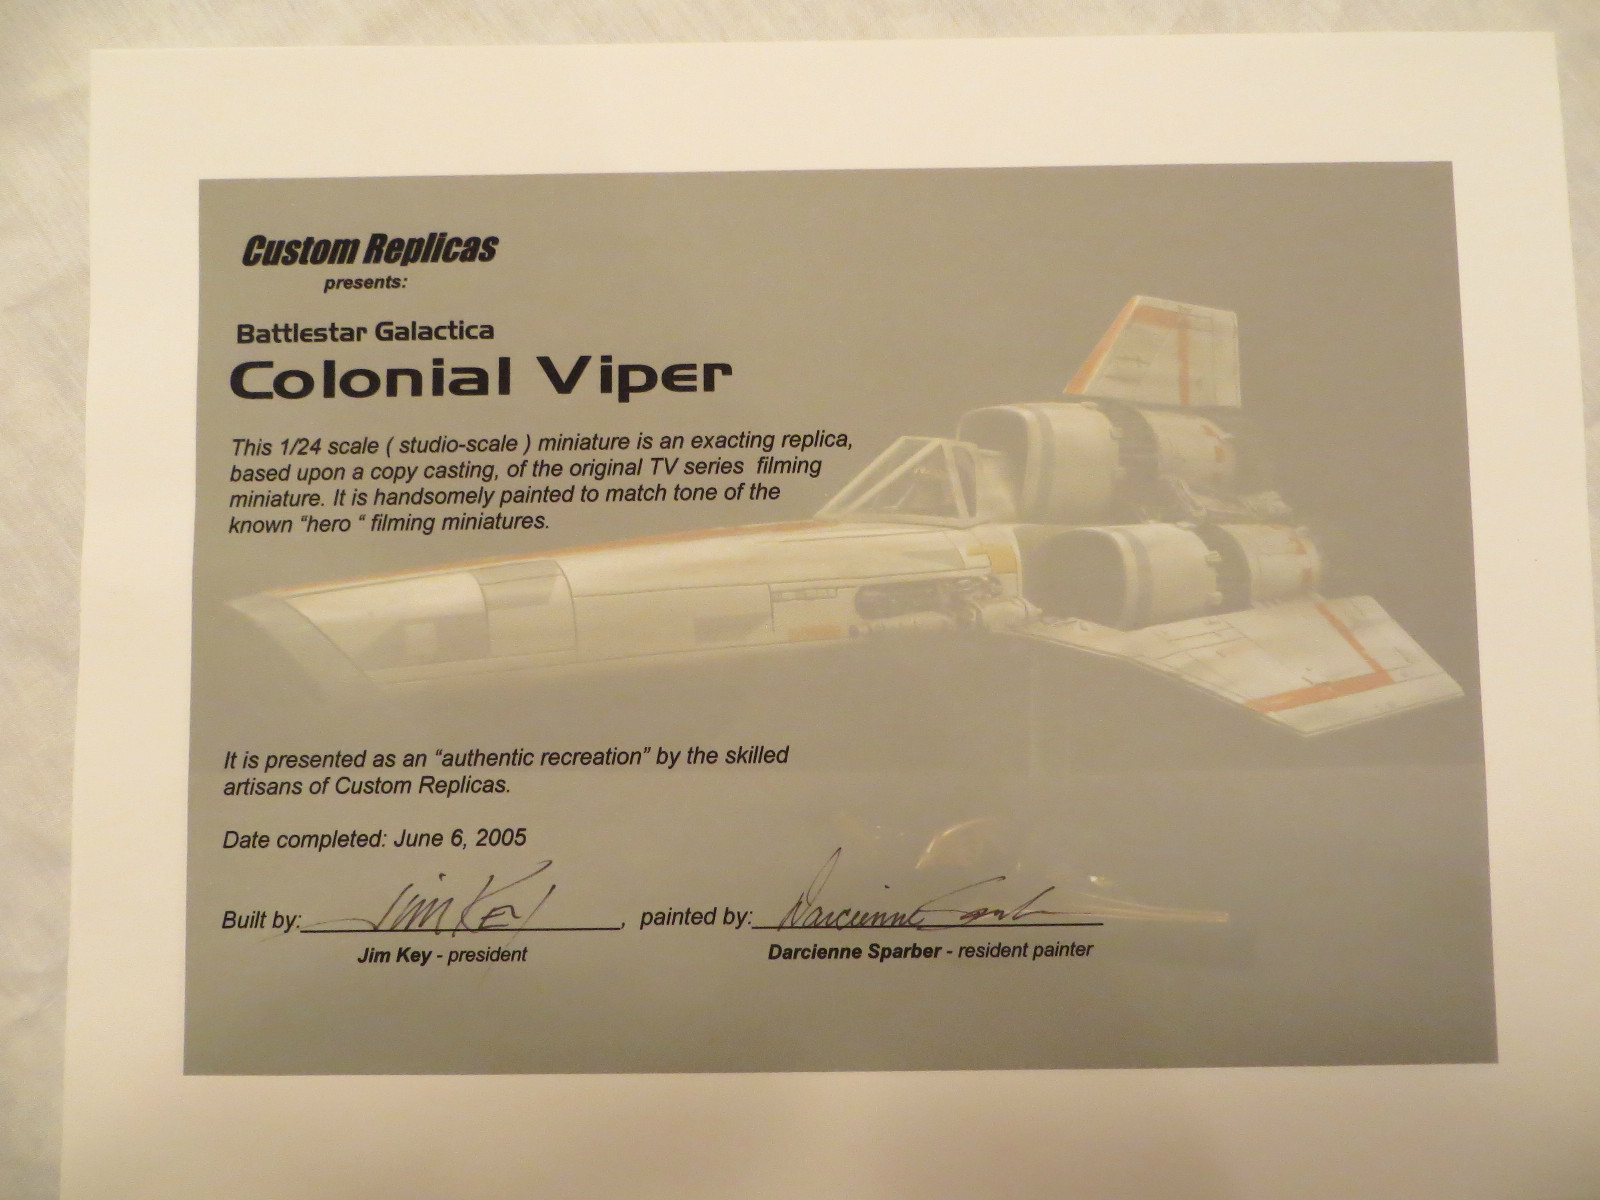 Custom Replicas
presents:
Battlestar Galactica
Colonial Viper
This 1/24 scale ( studio-scale ) miniature is an exacting replica,
based upon a copy casting, of the original TV series filming
miniature. It is handsomely painted to match tone of the
known “hero “ filming miniatures.
It is presented as an “authentic recreation” by the skilled
artisans of Custom Replicas.
Date completed: June 6, 2005
Built by: Jim Key, painted by: Darcienne Sparber
Jim Key - president Darcienne Sparber - resident painter